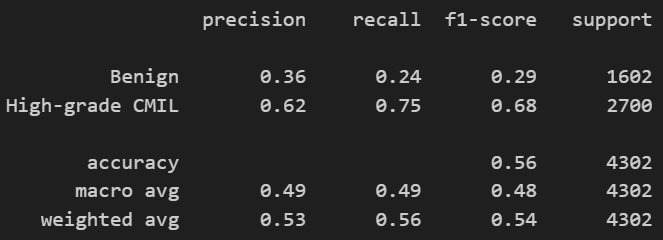 precision recall f1-score support
Benign 0.36 0.24 0.29 1602
High-grade CMIL 0.62 0.75 0.68 2700
accuracy 0.56 4302
macro avg 0.49 0.49 0.48 4302
weighted avg 0.53 0.56 0.54 4302